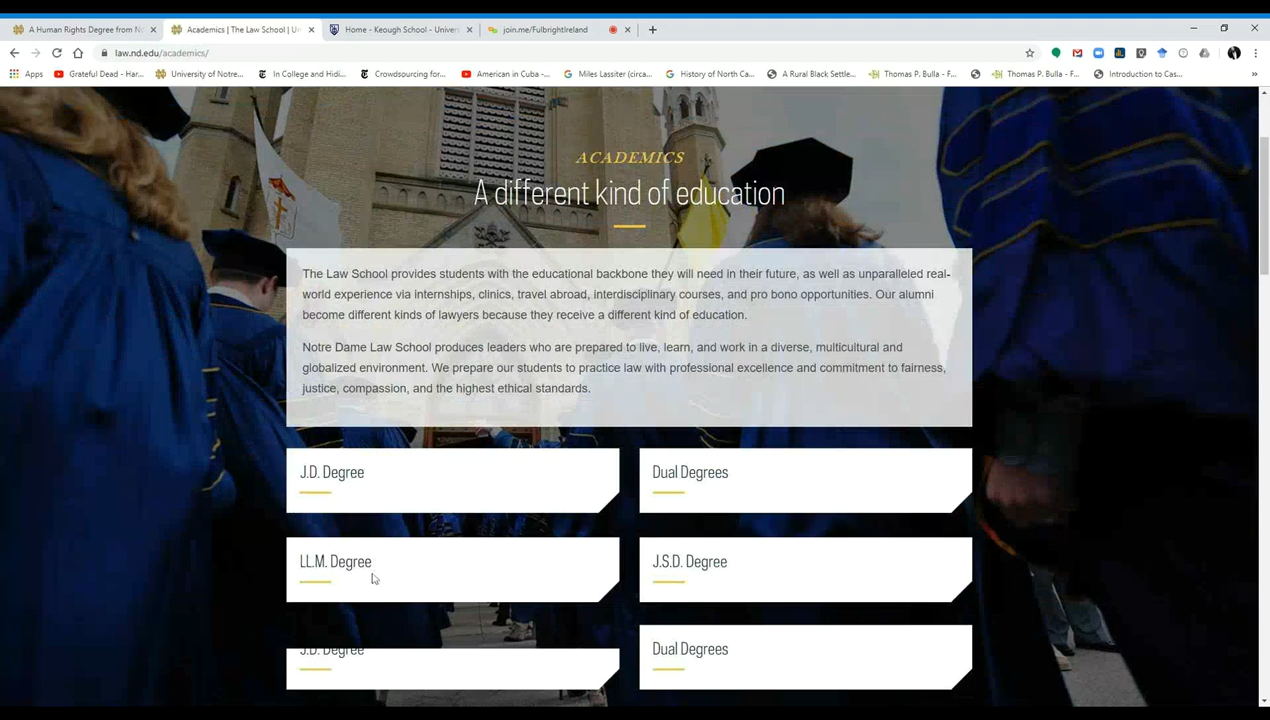 A Human Rights Degree from N
Academics | The Law School | U
Home - Keough School - Univers
join.me/FulbrightIreland
law.nd.edu/academics/
Apps
Grateful Dead - Har...
University of Notre...
In College and Hidi...
Crowdsourcing for...
American in Cuba -...
Miles Lassiter (circa...
History of North Ca...
A Rural Black Settle...
Thomas P. Bulla - F...
Thomas P. Bulla - F...
Introduction to Cas...
»
ACADEMICS
A different kind of education
The Law School provides students with the educational backbone they will need in their future, as well as unparalleled real-
world experience via internships, clinics, travel abroad, interdisciplinary courses, and pro bono opportunities. Our alumni
become different kinds of lawyers because they receive a different kind of education.
Notre Dame Law School produces leaders who are prepared to live, learn, and work in a diverse, multicultural and
globalized environment. We prepare our students to practice law with professional excellence and commitment to fairness,
justice, compassion, and the highest ethical standards.
J.D. Degree
Dual Degrees
LL.M. Degree
J.S.D. Degree
J.D. Degree
Dual Degrees